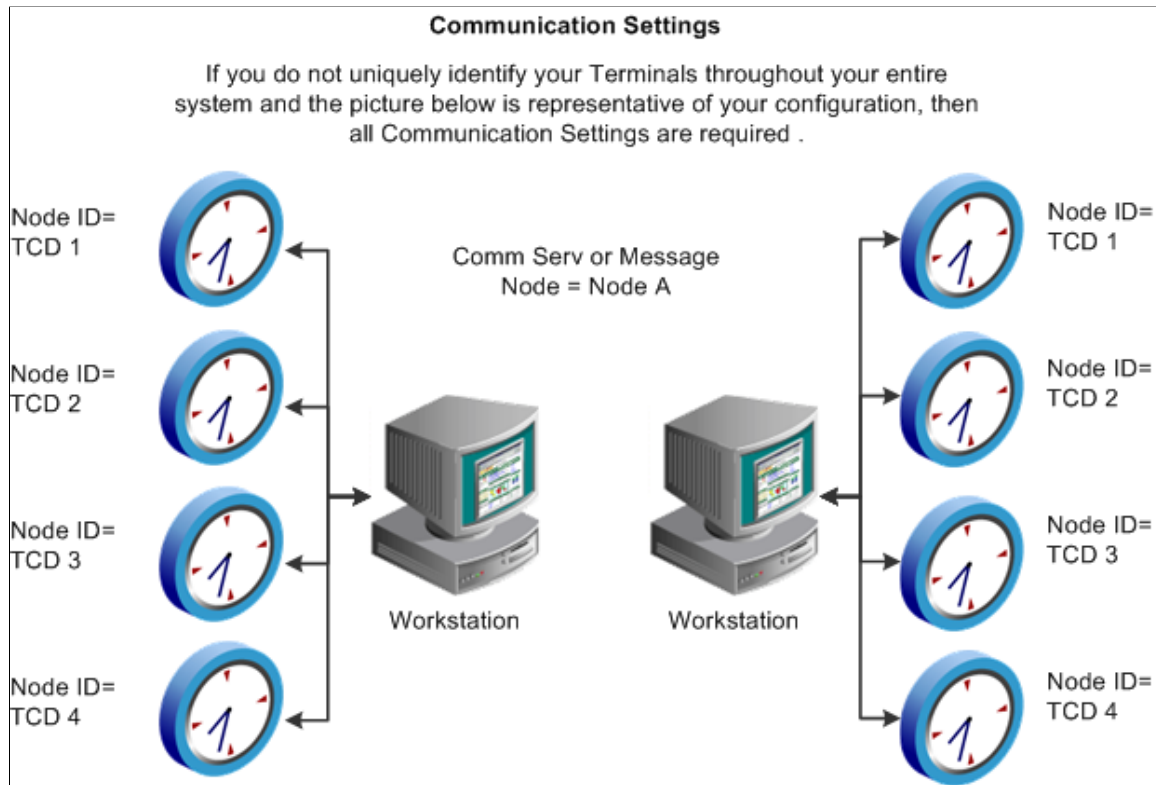 Communication Settings
If you do not uniquely identify your Terminals throughout your entire
system and the picture below is representative of your configuration, then
all Communication Settings are required .
Node ID=
TCD 1
Comm Serv or Message
Node = Node A
Node ID=
TCD 1
Node ID=
TCD 2
Node ID=
TCD 2
Node ID=
TCD 3
Node ID=
TCD 3
Workstation
Workstation
Node ID=
TCD 4
Node ID=
TCD 4